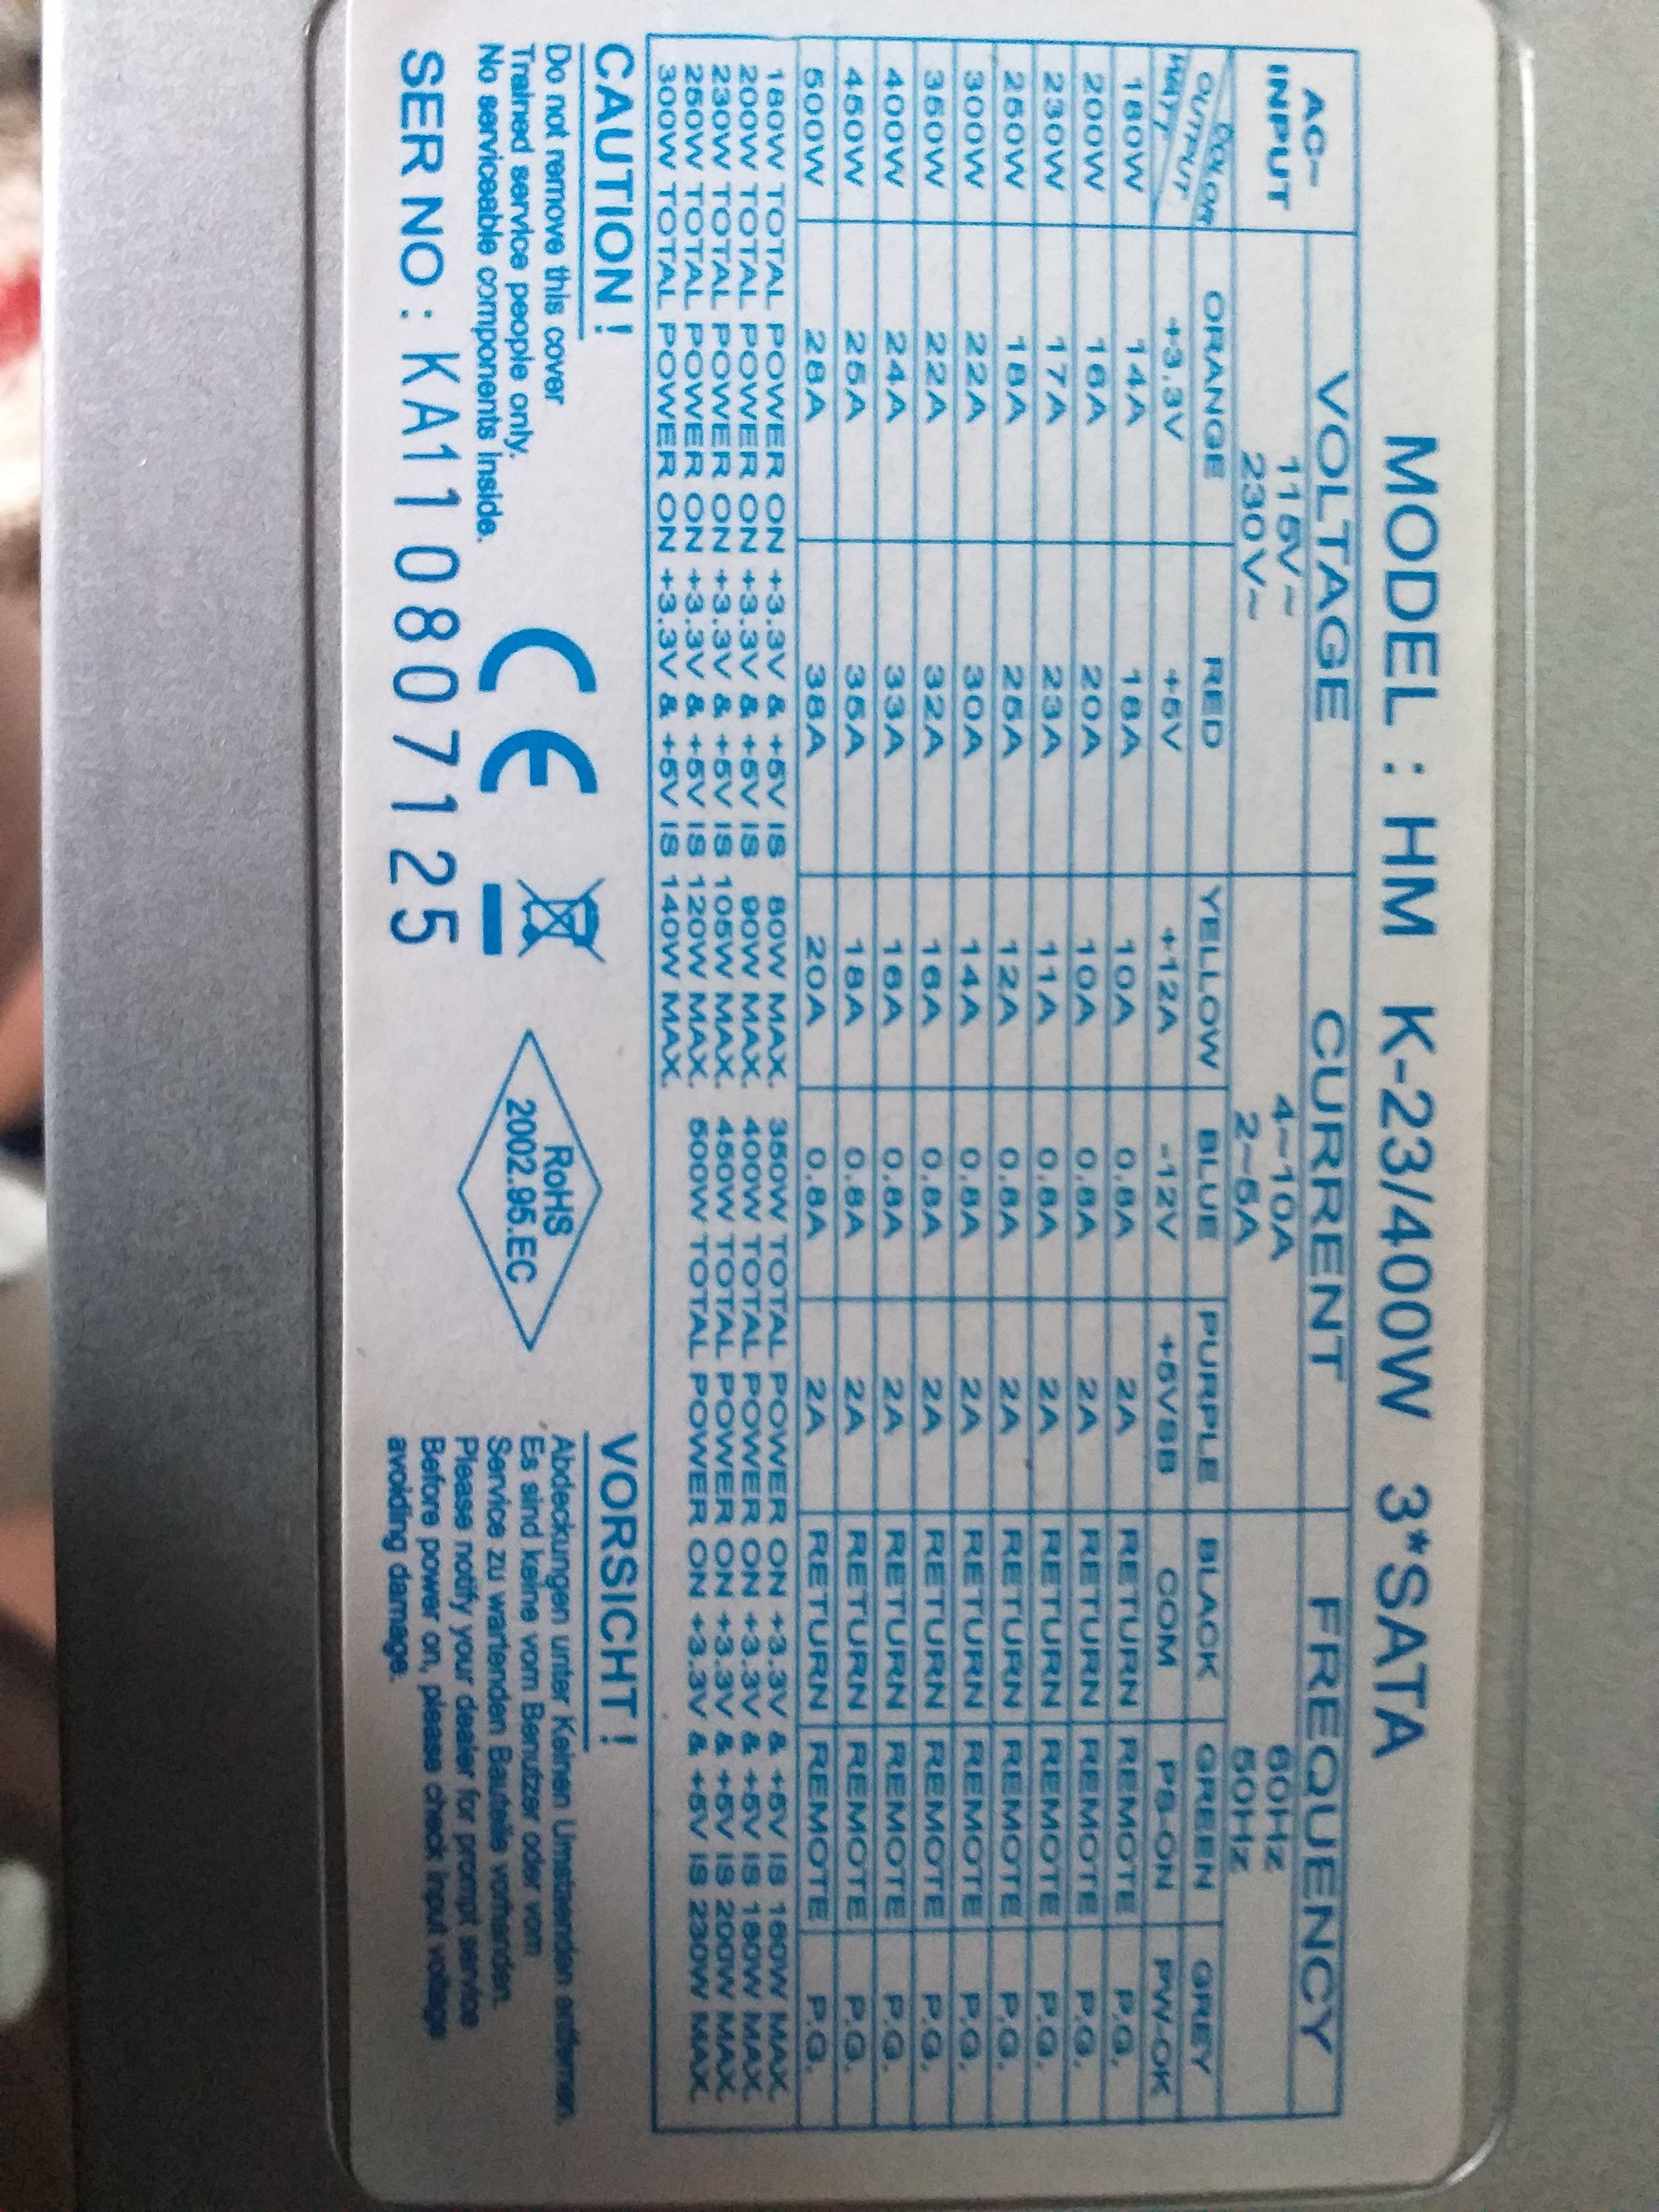 MODEL : HM K-23/400W 3*SATA
AC~ INPUT VOLTAGE CURRENT FREQUENCY
115V~ 4~10A 60Hz
230V~ 2~5A 50Hz
COLOR OUTPUT WATT ORANGE RED YELLOW BLUE PURPLE BLACK GREEN GREY
+3.3V +5V +12A -12V +5VSB COM PS-ON PW-OK
180W 14A 18A 10A 0.8A 2A RETURN REMOTE P.G.
200W 16A 20A 10A 0.8A 2A RETURN REMOTE P.G.
230W 17A 23A 11A 0.8A 2A RETURN REMOTE P.G.
250W 18A 25A 12A 0.8A 2A RETURN REMOTE P.G.
300W 22A 30A 14A 0.8A 2A RETURN REMOTE P.G.
350W 22A 32A 16A 0.8A 2A RETURN REMOTE P.G.
400W 24A 33A 16A 0.8A 2A RETURN REMOTE P.G.
450W 25A 35A 18A 0.8A 2A RETURN REMOTE P.G.
500W 28A 38A 20A 0.8A 2A RETURN REMOTE P.G.
180W TOTAL POWER ON +3.3V & +5V IS 80W MAX. 350W TOTAL POWER ON +3.3V & +5V IS 160W MAX.
200W TOTAL POWER ON +3.3V & +5V IS 90W MAX. 400W TOTAL POWER ON +3.3V & +5V IS 180W MAX.
230W TOTAL POWER ON +3.3V & +5V IS 105W MAX. 450W TOTAL POWER ON +3.3V & +5V IS 200W MAX.
250W TOTAL POWER ON +3.3V & +5V IS 120W MAX. 500W TOTAL POWER ON +3.3V & +5V IS 230W MAX.
300W TOTAL POWER ON +3.3V & +5V IS 140W MAX.
CAUTION !
Do not remove this cover
Trained service people only.
No serviceable components inside.
SER NO : KA110807125
CE
RoHS
2002.95.EC
VORSICHT !
Abdeckungen unter Keinen Umständen entfernen.
Es sind keine vom Benutzer oder vom
Service zu wartenden Bauteile vorhanden.
Please notify your dealer for prompt service
Before power on, please check input voltage
avoiding damage.